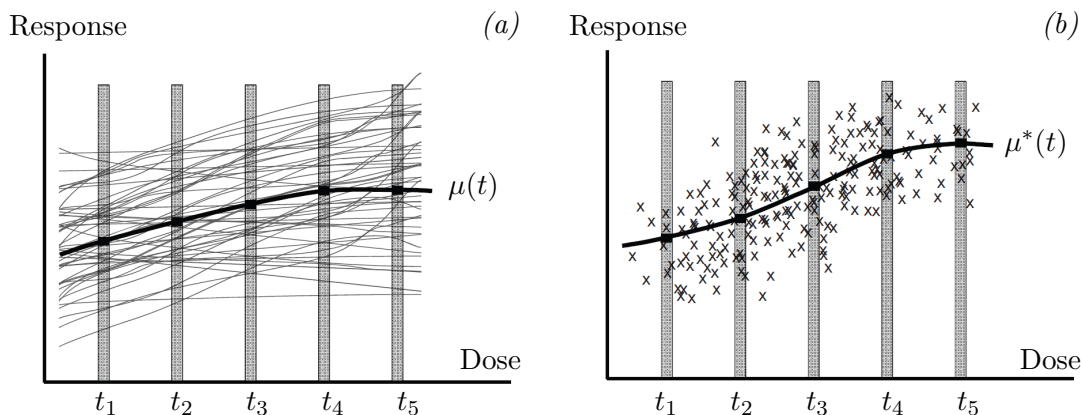 Response (a)
μ(t)
Dose
t₁ t₂ t₃ t₄ t₅
Response (b)
μ*(t)
Dose
t₁ t₂ t₃ t₄ t₅